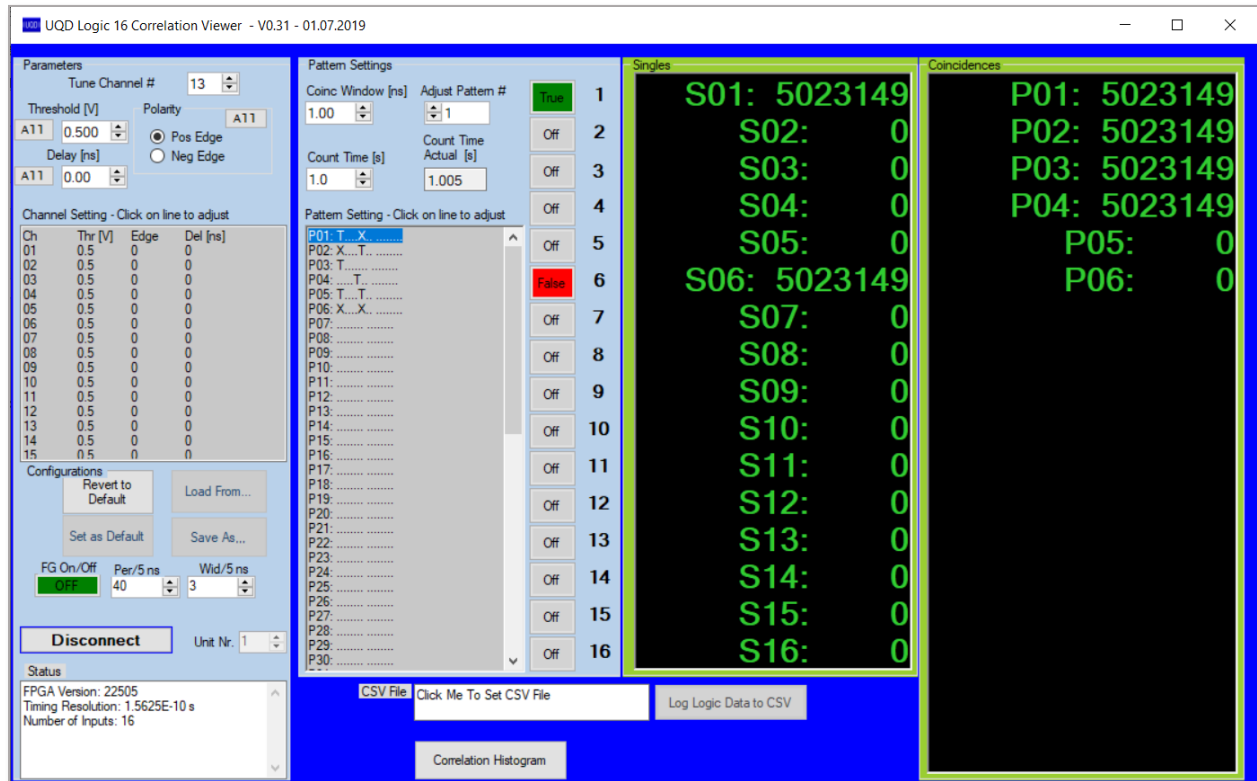 UQD UQD Logic 16 Correlation Viewer - V0.31 - 01.07.2019
Parameters
Tune Channel # 13
Threshold [V] Polarity All
All 0.500 Pos Edge
Delay [ns] Neg Edge
All 0.00
Channel Setting - Click on line to adjust
Ch Thr [V] Edge Del [ns]
01 0.5 0 0
02 0.5 0 0
03 0.5 0 0
04 0.5 0 0
05 0.5 0 0
06 0.5 0 0
07 0.5 0 0
08 0.5 0 0
09 0.5 0 0
10 0.5 0 0
11 0.5 0 0
12 0.5 0 0
13 0.5 0 0
14 0.5 0 0
15 0.5 0 0
Configurations
Revert to
Default
Load From...
Set as Default Save As...
FG On/Off Per/5 ns Wid/5 ns
OFF 40 3
Disconnect Unit Nr. 1
Status
FPGA Version: 22505
Timing Resolution: 1.5625E-10 s
Number of Inputs: 16
Pattern Settings
Coinc Window [ns] Adjust Pattern #
1.00 1
Count Time
Count Time [s] Actual [s]
1.0 1.005
Pattern Setting - Click on line to adjust
P01: T....X.. ........
P02: X....T.. ........
P03: T....... ........
P04: .....T.. ........
P05: T....T.. ........
P06: X....X.. ........
P07: ........ ........
P08: ........ ........
P09: ........ ........
P10: ........ ........
P11: ........ ........
P12: ........ ........
P13: ........ ........
P14: ........ ........
P15: ........ ........
P16: ........ ........
P17: ........ ........
P18: ........ ........
P19: ........ ........
P20: ........ ........
P21: ........ ........
P22: ........ ........
P23: ........ ........
P24: ........ ........
P25: ........ ........
P26: ........ ........
P27: ........ ........
P28: ........ ........
P29: ........ ........
P30: ........ ........
True 1
Off 2
Off 3
Off 4
Off 5
False 6
Off 7
Off 8
Off 9
Off 10
Off 11
Off 12
Off 13
Off 14
Off 15
Off 16
Singles
S01: 5023149
S02: 0
S03: 0
S04: 0
S05: 0
S06: 5023149
S07: 0
S08: 0
S09: 0
S10: 0
S11: 0
S12: 0
S13: 0
S14: 0
S15: 0
S16: 0
Coincidences
P01: 5023149
P02: 5023149
P03: 5023149
P04: 5023149
P05: 0
P06: 0
CSV File Click Me To Set CSV File Log Logic Data to CSV
Correlation Histogram